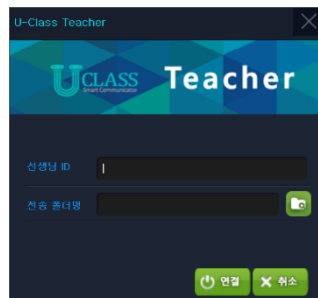 U-Class Teacher
UCLASS Teacher
Smart Communicator
선생님 ID
전송 폴더명
연결 취소